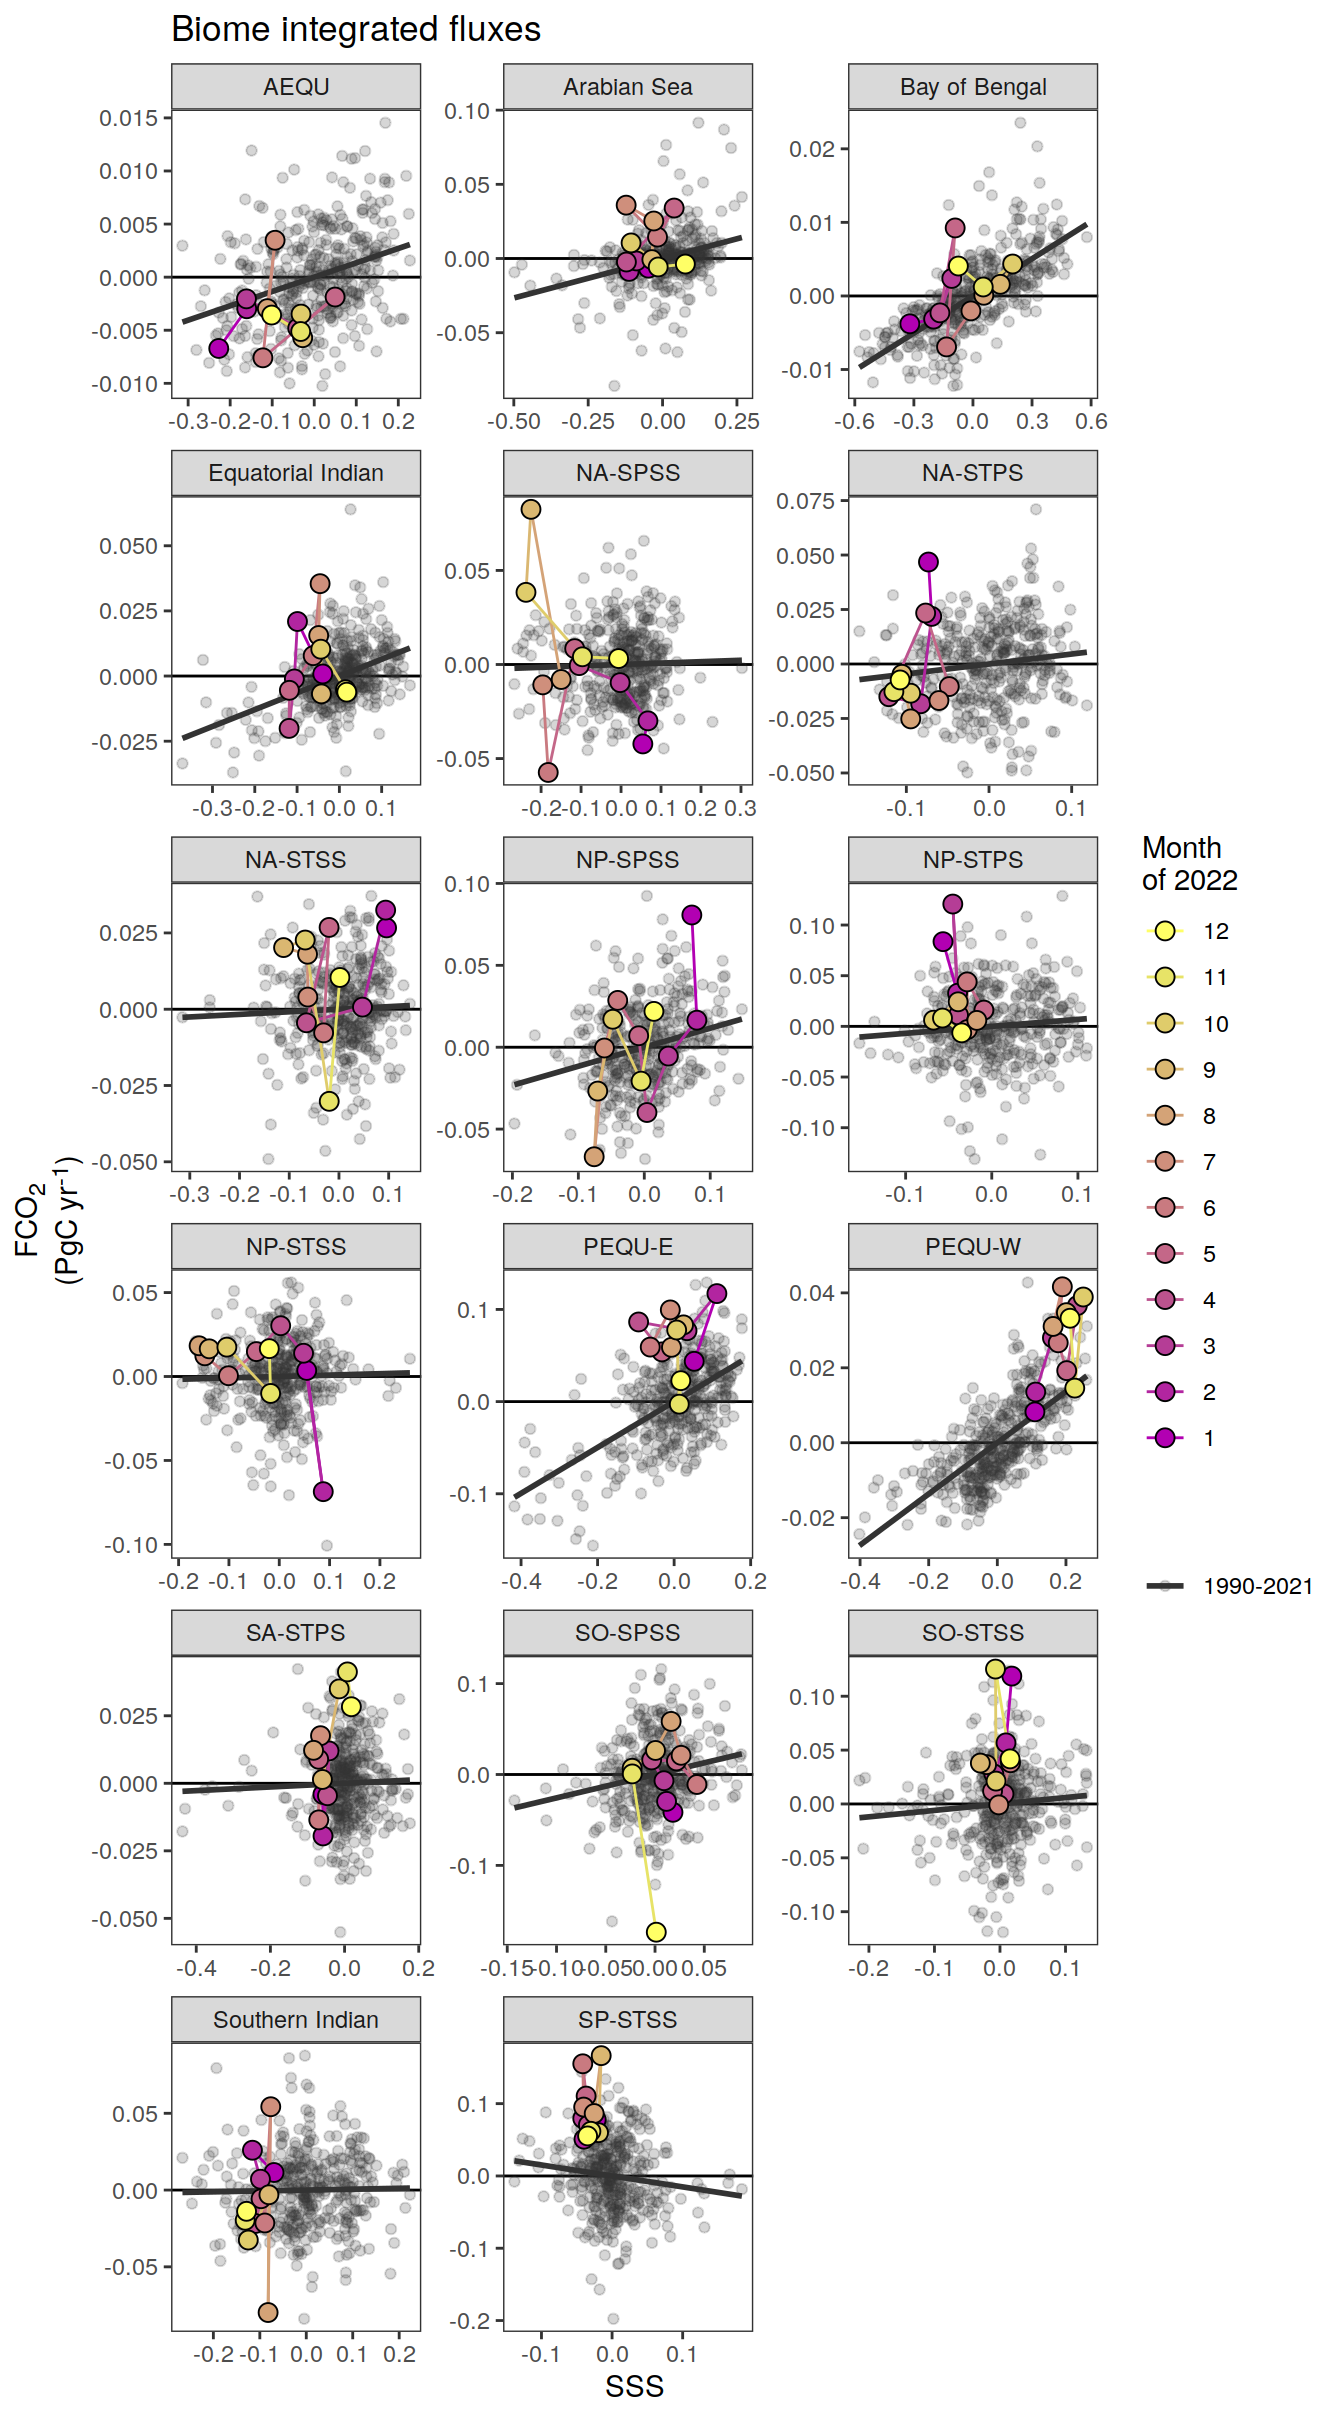 Biome integrated fluxes
AEQU
Arabian Sea
Bay of Bengal
0.015
0.010
0.005
0.000
-0.005
-0.010
0.10
0.05
0.00
-0.05
0.02
0.01
0.00
-0.01
-0.3 -0.2 -0.1 0.0 0.1 0.2
-0.50 -0.25 0.00 0.25
-0.6 -0.3 0.0 0.3 0.6
Equatorial Indian
NA-SPSS
NA-STPS
0.050
0.025
0.000
-0.025
0.05
0.00
-0.05
0.075
0.050
0.025
0.000
-0.025
-0.050
-0.3 -0.2 -0.1 0.0 0.1
-0.2 -0.1 0.0 0.1 0.2 0.3
-0.1 0.0 0.1
NA-STSS
NP-SPSS
NP-STPS
0.025
0.000
-0.025
-0.050
0.10
0.05
0.00
-0.05
0.10
0.05
0.00
-0.05
-0.10
-0.3 -0.2 -0.1 0.0 0.1
-0.2 -0.1 0.0 0.1
-0.1 0.0 0.1
NP-STSS
PEQU-E
PEQU-W
0.05
0.00
-0.05
-0.10
0.1
0.0
-0.1
0.04
0.02
0.00
-0.02
-0.2 -0.1 0.0 0.1 0.2
-0.4 -0.2 0.0 0.2
-0.4 -0.2 0.0 0.2
SA-STPS
SO-SPSS
SO-STSS
0.025
0.000
-0.025
-0.050
0.1
0.0
-0.1
0.10
0.05
0.00
-0.05
-0.10
-0.4 -0.2 0.0 0.2
-0.15 -0.10 -0.05 0.00 0.05
-0.2 -0.1 0.0 0.1
Southern Indian
SP-STSS
0.05
0.00
-0.05
0.1
0.0
-0.1
-0.2
-0.2 -0.1 0.0 0.1 0.2
-0.1 0.0 0.1
SSS
FCO₂
(PgC yr⁻¹)
Month
of 2022
12
11
10
9
8
7
6
5
4
3
2
1
1990-2021